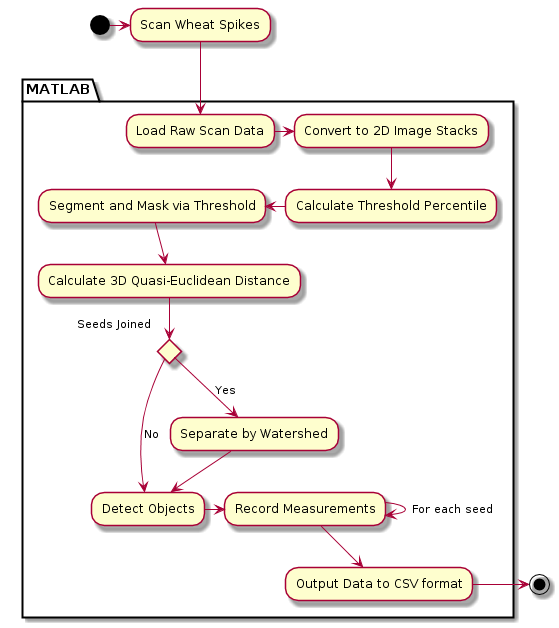 Scan Wheat Spikes
MATLAB
Load Raw Scan Data
Convert to 2D Image Stacks
Segment and Mask via Threshold
Calculate Threshold Percentile
Calculate 3D Quasi-Euclidean Distance
Seeds Joined
Yes
No
Separate by Watershed
Detect Objects
Record Measurements
For each seed
Output Data to CSV format